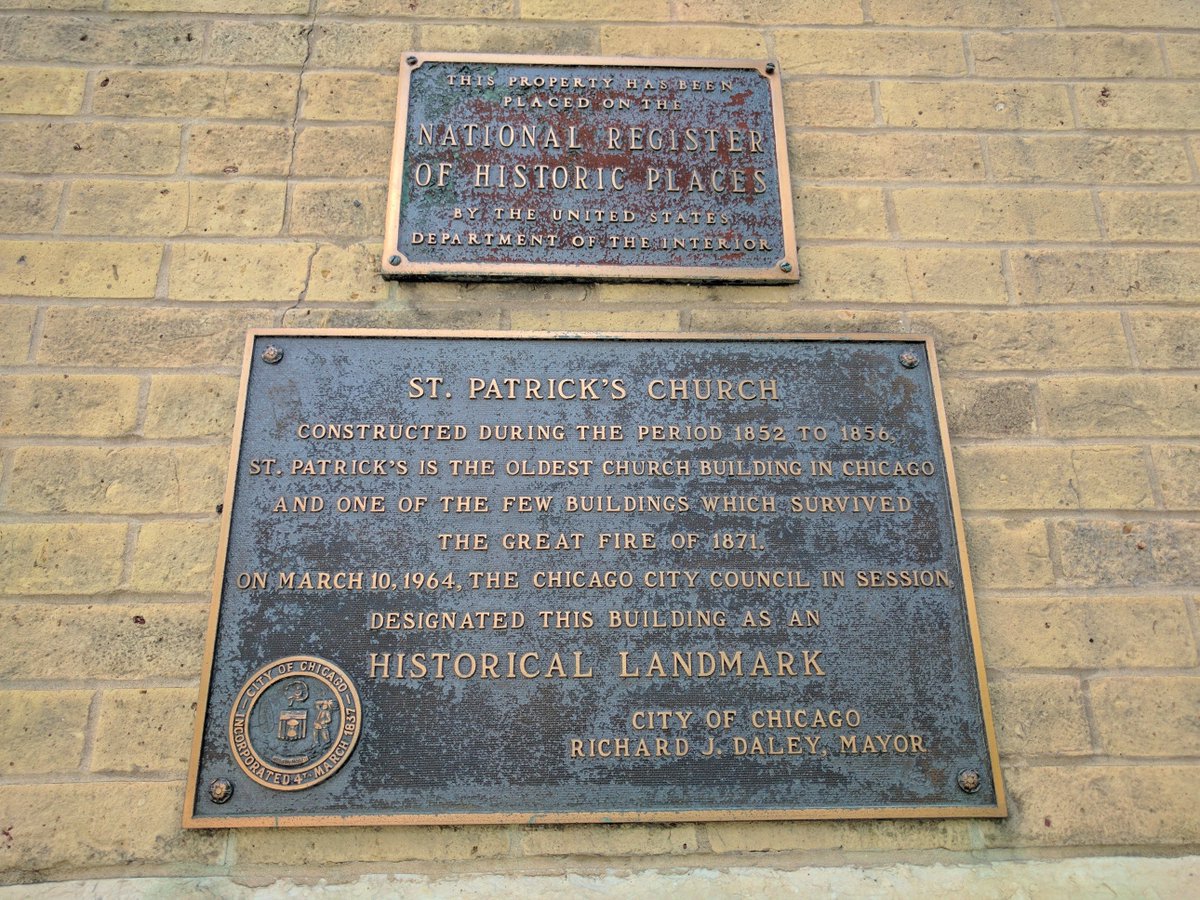 THIS PROPERTY HAS BEEN
PLACED ON THE
NATIONAL REGISTER
OF HISTORIC PLACES
BY THE UNITED STATES
DEPARTMENT OF THE INTERIOR
ST. PATRICK'S CHURCH
CONSTRUCTED DURING THE PERIOD 1852 TO 1856,
ST. PATRICK'S IS THE OLDEST CHURCH BUILDING IN CHICAGO
AND ONE OF THE FEW BUILDINGS WHICH SURVIVED
THE GREAT FIRE OF 1871.
ON MARCH 10, 1964, THE CHICAGO CITY COUNCIL IN SESSION,
DESIGNATED THIS BUILDING AS AN
HISTORICAL LANDMARK
CITY OF CHICAGO
INCORPORATED 4TH MARCH 1837
CITY OF CHICAGO
RICHARD J. DALEY, MAYOR